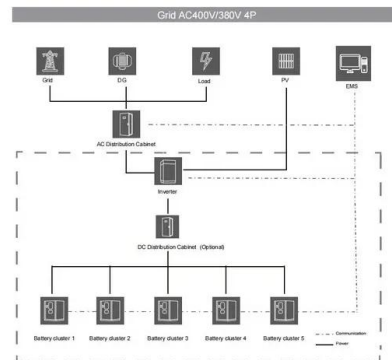 Grid AC400V/380V 4P
Grid
DG
Load
PV
EMS
AC Distribution Cabinet
Inverter
DC Distribution Cabinet (Optional)
Battery cluster 1
Battery cluster 2
Battery cluster 3
Battery cluster 4
Battery cluster 5
Communication
Power